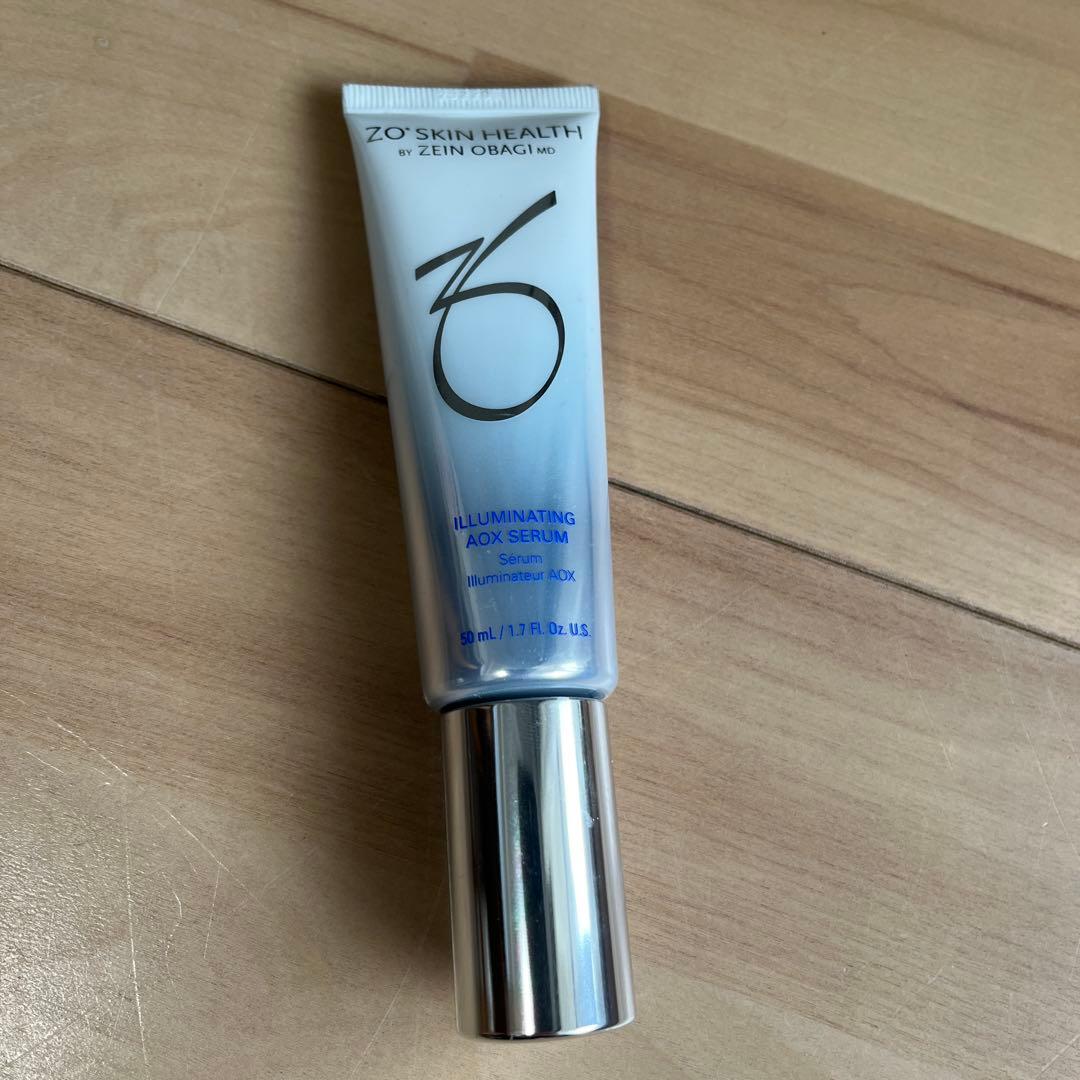 ZO® SKIN HEALTH
BY ZEIN OBAGI MD
ZO
ILLUMINATING
AOX SERUM
Sérum
Illuminateur AOX
50 mL / 1.7 Fl. Oz. U.S.